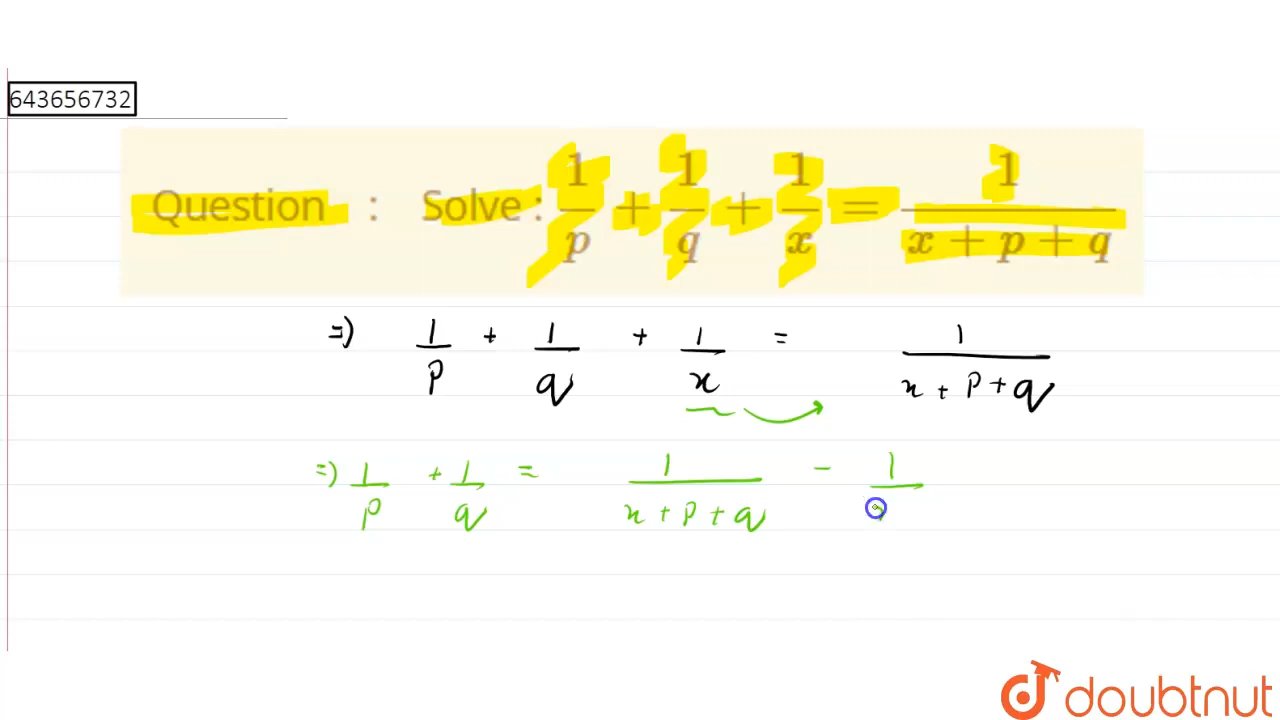 643656732
Question : Solve : 1/p + 1/q + 1/x = 1/(x + p + q)
=) 1/p + 1/q + 1/x = 1/(x + p + q)
=) 1/p + 1/q = 1/(x + p + q) - 1/
doubtnut